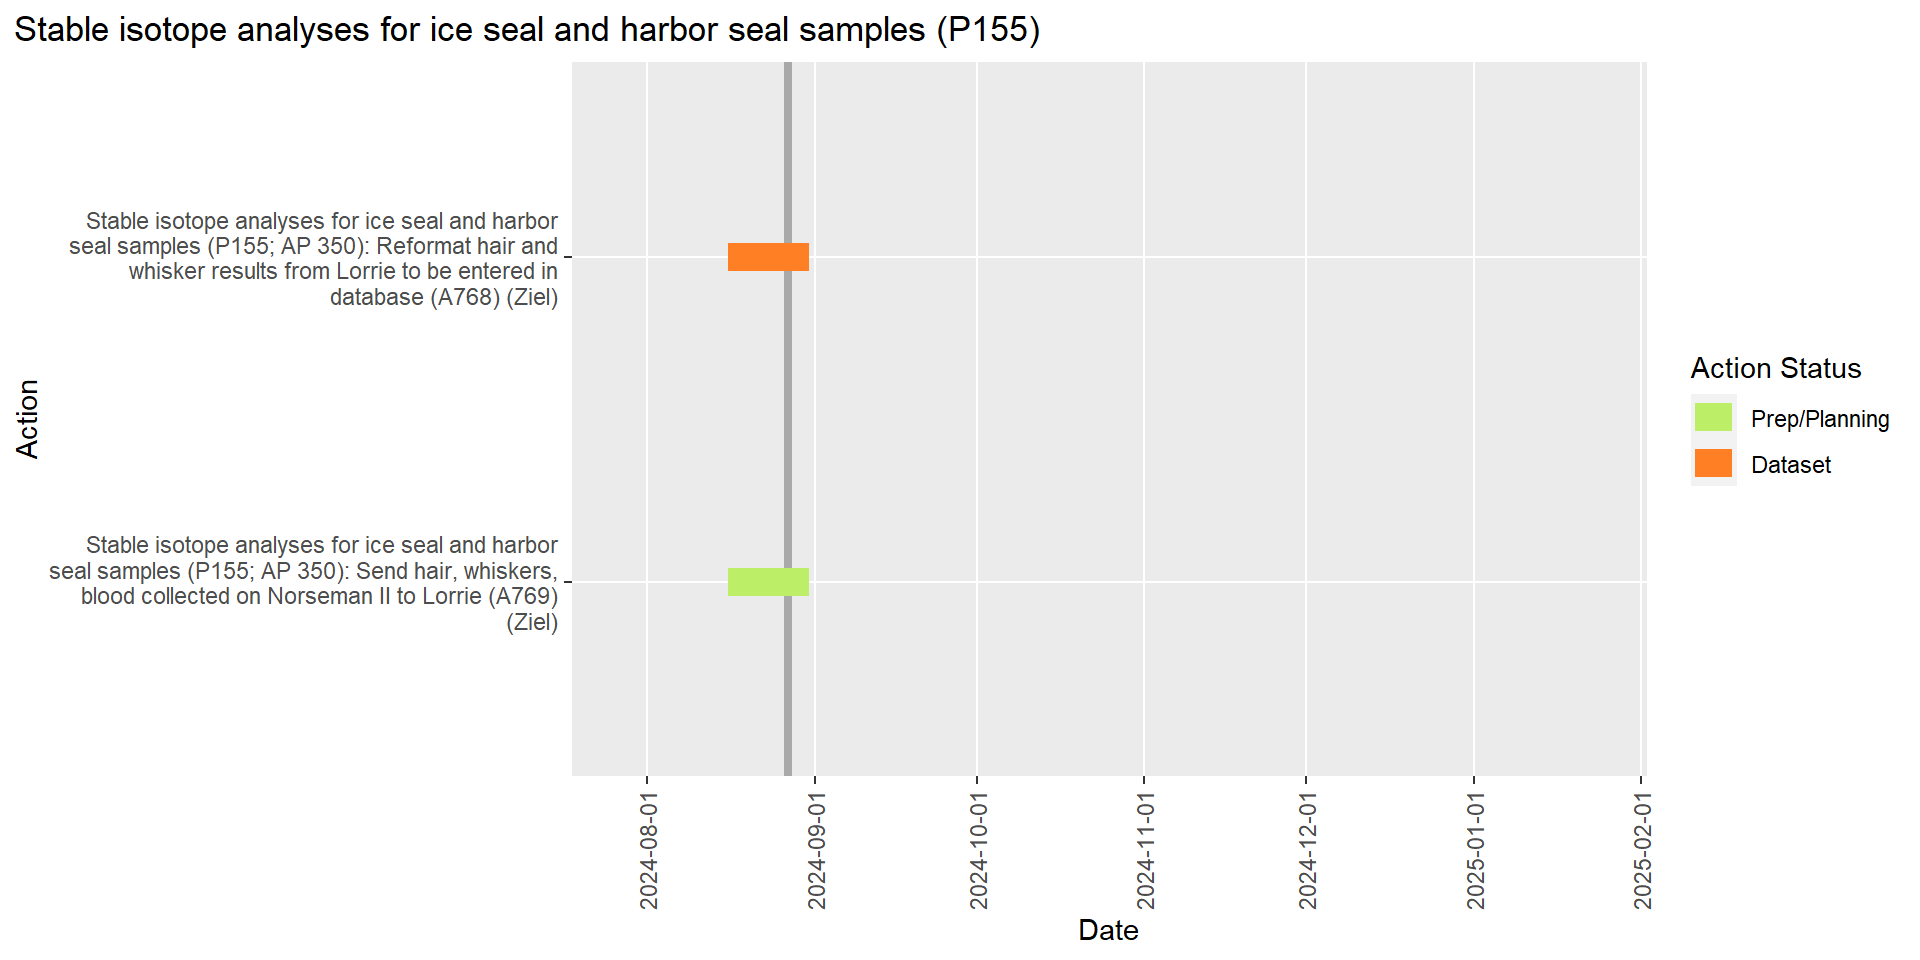 Stable isotope analyses for ice seal and harbor seal samples (P155)
Stable isotope analyses for ice seal and harbor
seal samples (P155; AP 350): Reformat hair and
whisker results from Lorrie to be entered in
database (A768) (Ziel)
Action
Stable isotope analyses for ice seal and harbor
seal samples (P155; AP 350): Send hair, whiskers,
blood collected on Norseman II to Lorrie (A769)
(Ziel)
2024-08-01
2024-09-01
2024-10-01
2024-11-01
2024-12-01
2025-01-01
2025-02-01
Date
Action Status
Prep/Planning
Dataset